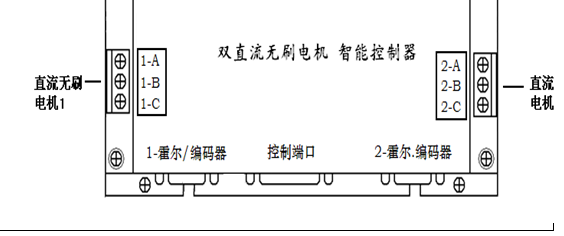 双直流无刷电机 智能控制器
直流无刷
电机1
1-A
1-B
1-C
2-A
2-B
2-C
直流
电机
1-霍尔/编码器
控制端口
2-霍尔.编码器